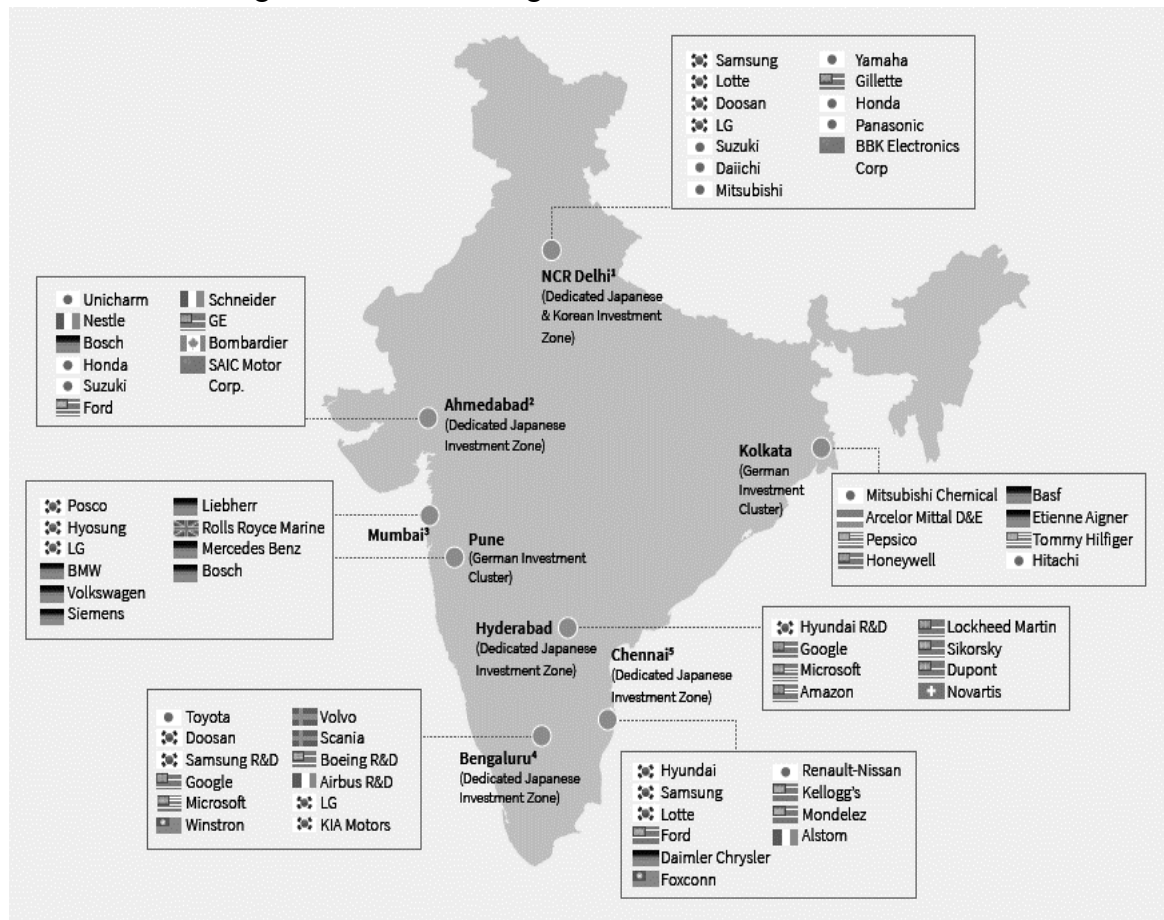 Samsung
Lotte
Doosan
LG
Suzuki
Daiichi
Mitsubishi
Yamaha
Gillette
Honda
Panasonic
BBK Electronics
Corp
NCR Delhi¹
(Dedicated Japanese
& Korean Investment
Zone)
Unicharm
Nestle
Bosch
Honda
Suzuki
Ford
Schneider
GE
Bombardier
SAIC Motor
Corp.
Ahmedabad²
(Dedicated Japanese
Investment Zone)
Kolkata
(German
Investment
Cluster)
Mitsubishi Chemical
Arcelor Mittal D&E
Pepsico
Honeywell
Basf
Etienne Aigner
Tommy Hilfiger
Hitachi
Posco
Hyosung
LG
BMW
Volkswagen
Siemens
Liebherr
Rolls Royce Marine
Mercedes Benz
Bosch
Mumbai³
Pune
(German Investment
Cluster)
Hyderabad
(Dedicated Japanese
Investment Zone)
Hyundai R&D
Google
Microsoft
Amazon
Lockheed Martin
Sikorsky
Dupont
Novartis
Chennai⁵
(Dedicated Japanese
Investment Zone)
Toyota
Doosan
Samsung R&D
Google
Microsoft
Winstron
Volvo
Scania
Boeing R&D
Airbus R&D
LG
KIA Motors
Bengaluru⁴
(Dedicated Japanese
Investment Zone)
Hyundai
Samsung
Lotte
Ford
Daimler Chrysler
Foxconn
Renault-Nissan
Kellogg's
Mondelez
Alstom